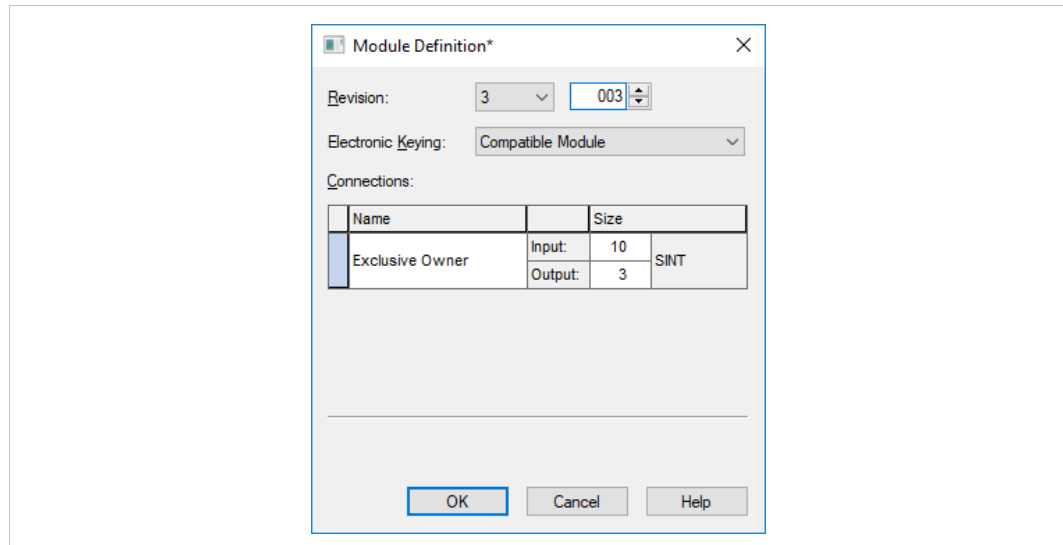 Module Definition*
Revision: 3 003
Electronic Keying: Compatible Module
Connections:
Name Size
Exclusive Owner Input: 10 SINT
Output: 3
OK Cancel Help